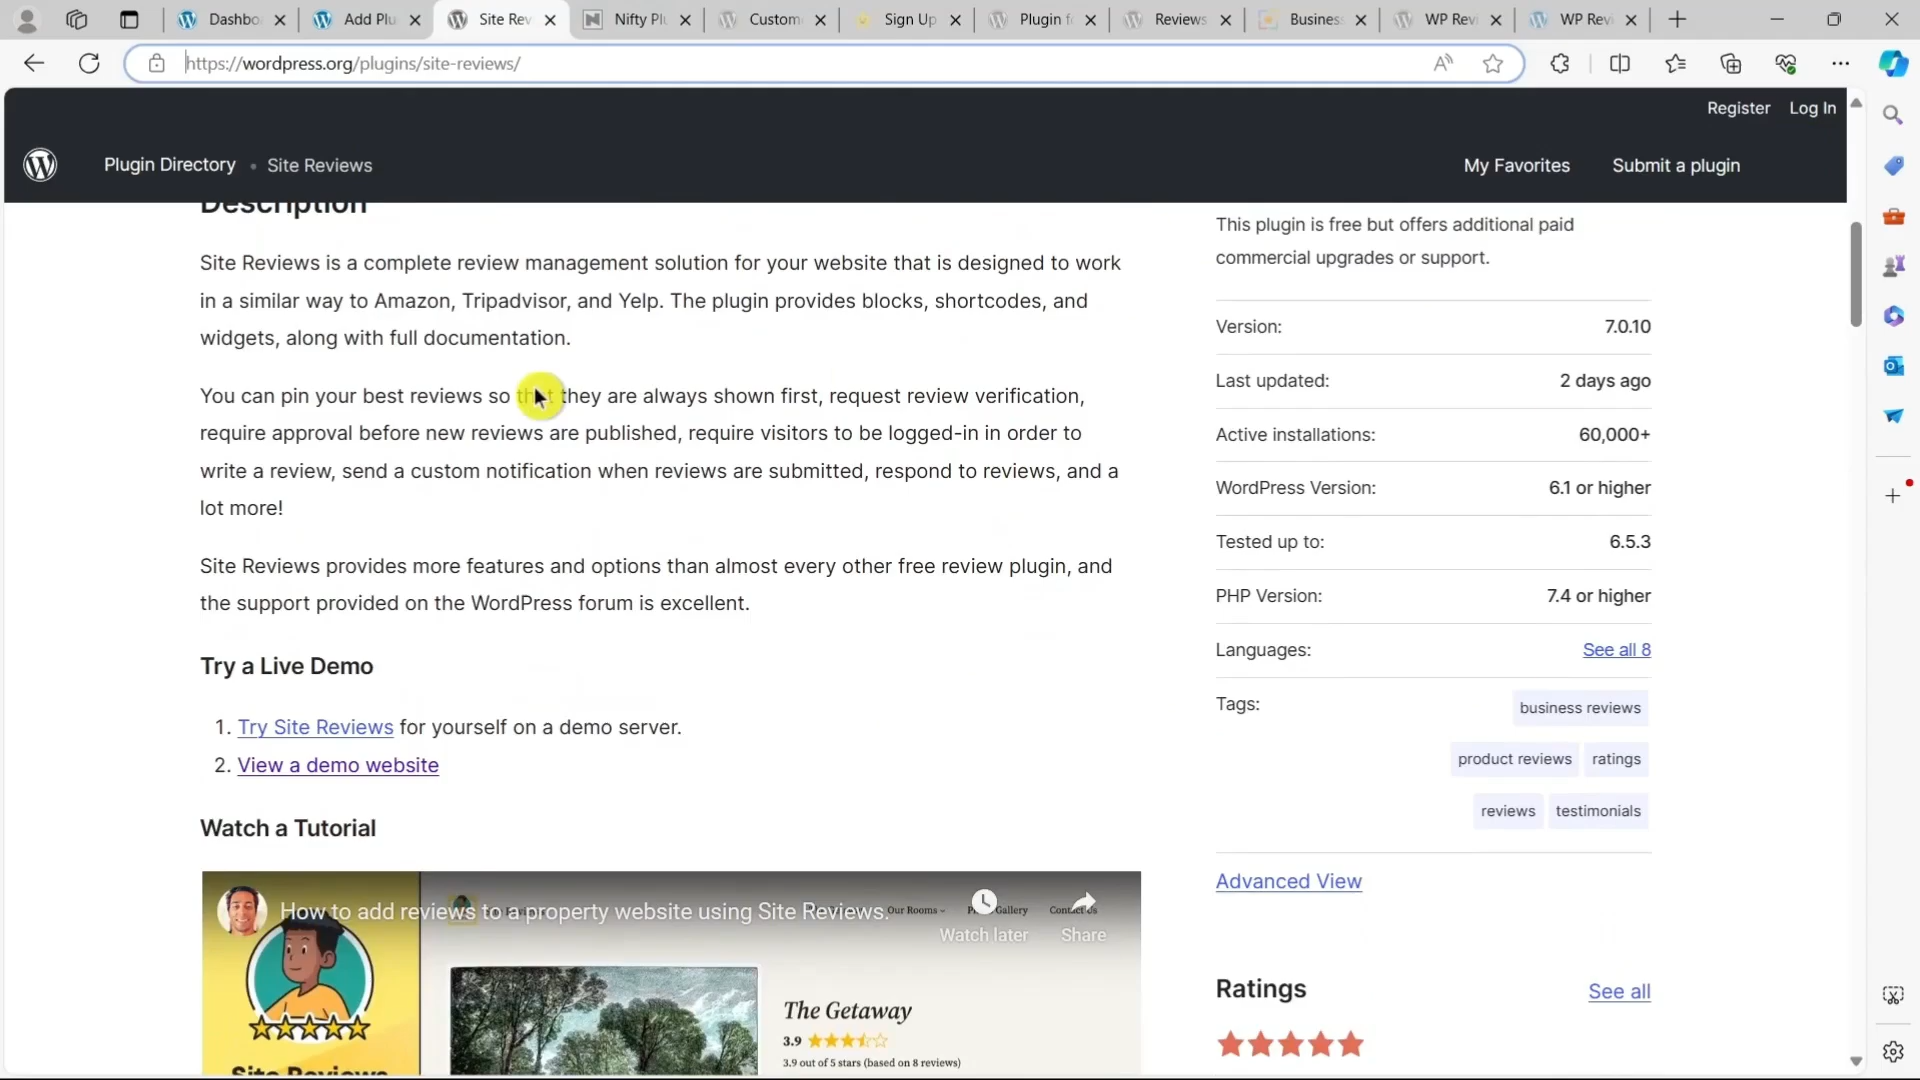 Dashbo
Add Plu
Site Rev
Nifty Plu
Custom
Sign Up
Plugin f
Reviews
Business
WP Rev
WP Revi
https://wordpress.org/plugins/site-reviews/
Register Log In
Plugin Directory • Site Reviews
My Favorites Submit a plugin
Description
Site Reviews is a complete review management solution for your website that is designed to work
in a similar way to Amazon, Tripadvisor, and Yelp. The plugin provides blocks, shortcodes, and
widgets, along with full documentation.
You can pin your best reviews so that they are always shown first, request review verification,
require approval before new reviews are published, require visitors to be logged-in in order to
write a review, send a custom notification when reviews are submitted, respond to reviews, and a
lot more!
Site Reviews provides more features and options than almost every other free review plugin, and
the support provided on the WordPress forum is excellent.
Try a Live Demo
1. Try Site Reviews for yourself on a demo server.
2. View a demo website
Watch a Tutorial
How to add reviews to a property website using Site Reviews.
Our Rooms
Gallery
Contact Us
Watch later
Share
The Getaway
3.9
3.9 out of 5 stars (based on 8 reviews)
Site Reviews
This plugin is free but offers additional paid
commercial upgrades or support.
Version: 7.0.10
Last updated: 2 days ago
Active installations: 60,000+
WordPress Version: 6.1 or higher
Tested up to: 6.5.3
PHP Version: 7.4 or higher
Languages: See all 8
Tags: business reviews
product reviews ratings
reviews testimonials
Advanced View
Ratings See all